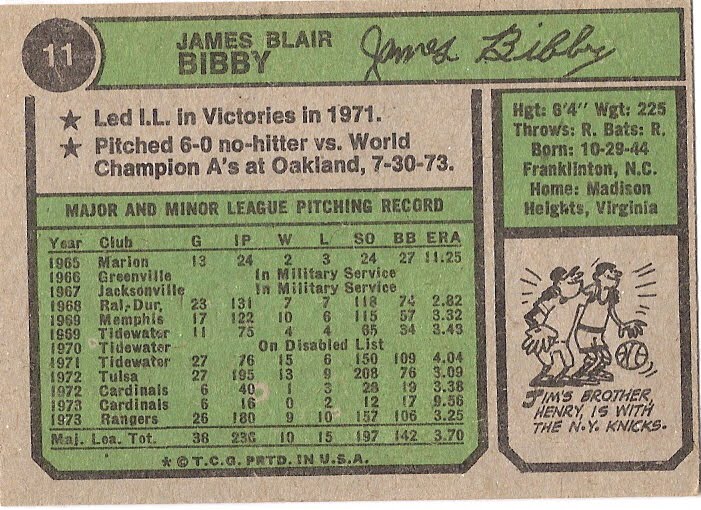 11
JAMES BLAIR
BIBBY
James Bibby
★ Led I.L. in Victories in 1971.
★ Pitched 6-0 no-hitter vs. World
Champion A's at Oakland, 7-30-73.
Hgt: 6'4" Wgt: 225
Throws: R. Bats: R.
Born: 10-29-44
Franklinton, N.C.
Home: Madison
Heights, Virginia
MAJOR AND MINOR LEAGUE PITCHING RECORD
Year Club G IP W L SO BB ERA
1965 Marion 13 24 2 3 24 27 11.25
1966 Greenville In Military Service
1967 Jacksonville In Military Service
1968 Ral.-Dur. 23 131 7 7 118 74 2.82
1969 Memphis 17 122 10 6 115 57 3.32
1969 Tidewater 11 75 4 4 65 34 3.43
1970 Tidewater On Disabled List
1971 Tidewater 27 176 15 6 150 109 4.04
1972 Tulsa 27 195 13 9 208 76 3.09
1972 Cardinals 6 40 1 3 28 19 3.38
1973 Cardinals 6 16 0 2 12 17 9.56
1973 Rangers 26 180 9 10 157 106 3.25
Maj. Lea. Tot. 38 236 10 15 197 142 3.70
* © T.C.G. PRTD. IN U.S.A.
JIM'S BROTHER,
HENRY, IS WITH
THE N.Y. KNICKS.